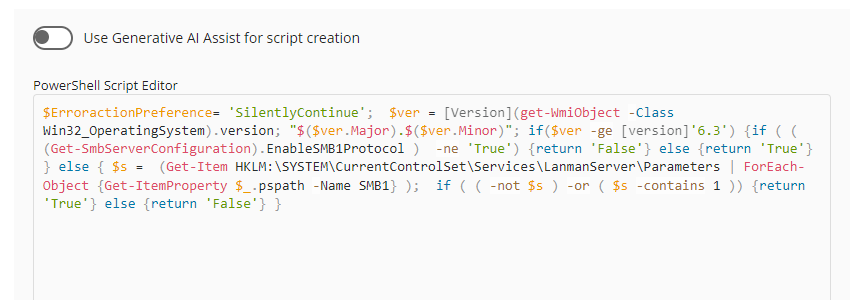 Use Generative AI Assist for script creation
PowerShell Script Editor
$ErroractionPreference= 'SilentlyContinue';  $ver = [Version](get-WmiObject -Class
Win32_OperatingSystem).version; "$($ver.Major).$($ver.Minor)"; if($ver -ge [version]'6.3') {if ( (
(Get-SmbServerConfiguration).EnableSMB1Protocol )  -ne 'True') {return 'False'} else {return 'True'}
} else { $s =  (Get-Item HKLM:\SYSTEM\CurrentControlSet\Services\LanmanServer\Parameters | ForEach-
Object {Get-ItemProperty $_.pspath -Name SMB1} );  if ( ( -not $s ) -or ( $s -contains 1 )) {return
'True'} else {return 'False'} }